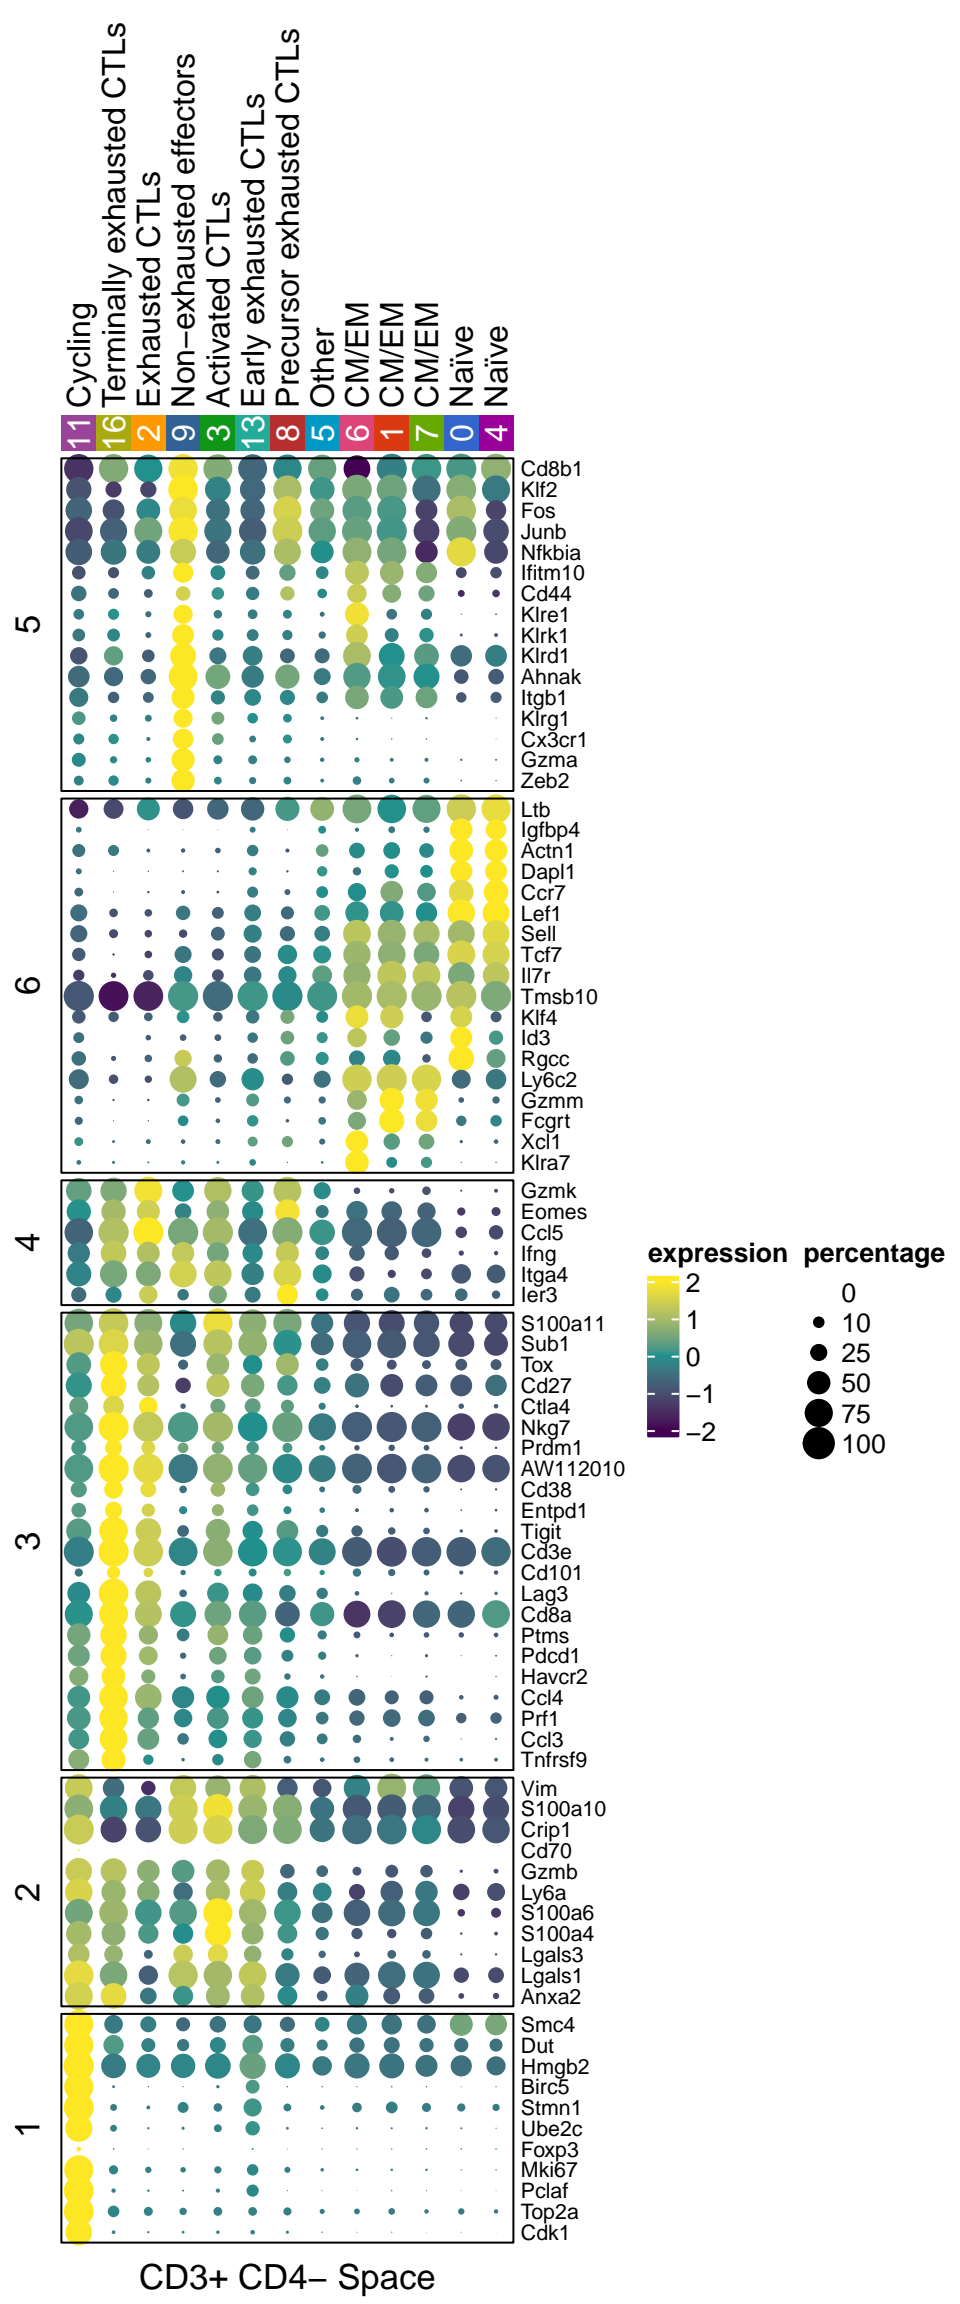 Cycling
Terminally exhausted CTLs
Exhausted CTLs
Non−exhausted effectors
Activated CTLs
Early exhausted CTLs
Precursor exhausted CTLs
Other
CM/EM
CM/EM
CM/EM
Naïve
Naïve
11 16 2 9 3 13 8 5 6 1 7 0 4
5
Cd8b1
Klf2
Fos
Junb
Nfkbia
Ifitm10
Cd44
Klre1
Klrk1
Klrd1
Ahnak
Itgb1
Klrg1
Cx3cr1
Gzma
Zeb2
6
Ltb
Igfbp4
Actn1
Dapl1
Ccr7
Lef1
Sell
Tcf7
Il7r
Tmsb10
Klf4
Id3
Rgcc
Ly6c2
Gzmm
Fcgrt
Xcl1
Klra7
4
Gzmk
Eomes
Ccl5
Ifng
Itga4
Ier3
3
S100a11
Sub1
Tox
Cd27
Ctla4
Nkg7
Prdm1
AW112010
Cd38
Entpd1
Tigit
Cd3e
Cd101
Lag3
Cd8a
Ptms
Pdcd1
Havcr2
Ccl4
Prf1
Ccl3
Tnfrsf9
2
Vim
S100a10
Crip1
Cd70
Gzmb
Ly6a
S100a6
S100a4
Lgals3
Lgals1
Anxa2
1
Smc4
Dut
Hmgb2
Birc5
Stmn1
Ube2c
Foxp3
Mki67
Pclaf
Top2a
Cdk1
CD3+ CD4− Space
expression
2
1
0
−1
−2
percentage
0
10
25
50
75
100